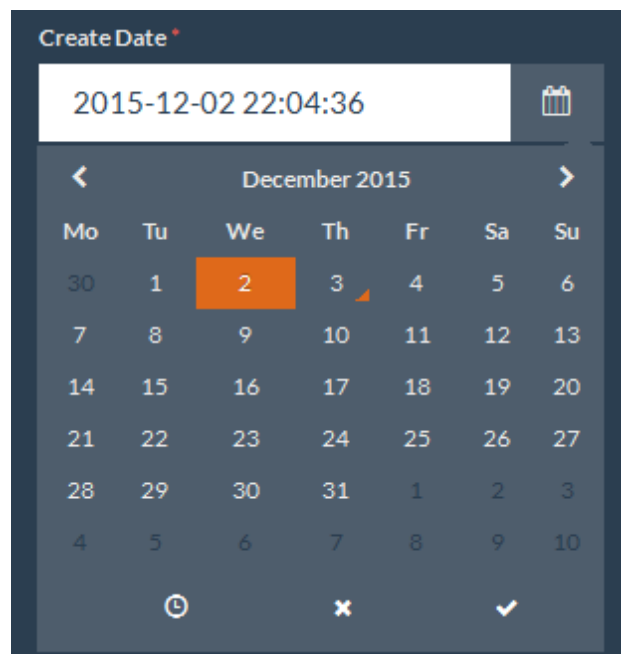 Create Date *
2015-12-02 22:04:36
December 2015
Mo Tu We Th Fr Sa Su
30 1 2 3 4 5 6
7 8 9 10 11 12 13
14 15 16 17 18 19 20
21 22 23 24 25 26 27
28 29 30 31 1 2 3
4 5 6 7 8 9 10